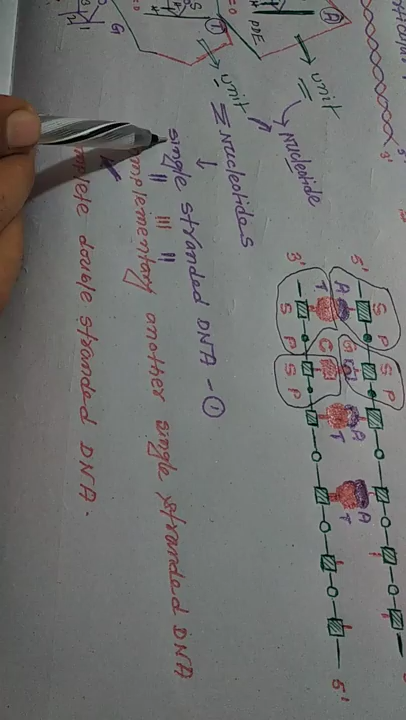 G
S
PDE
A
unit
unit
Nucleotide
Σ Nucleotides
single stranded DNA - ①
complementary another single stranded DNA
double stranded DNA.
5'
S
P
S
P
3'
3'
A
G
A
A
T
C
T
T
S
P
S
P
5'